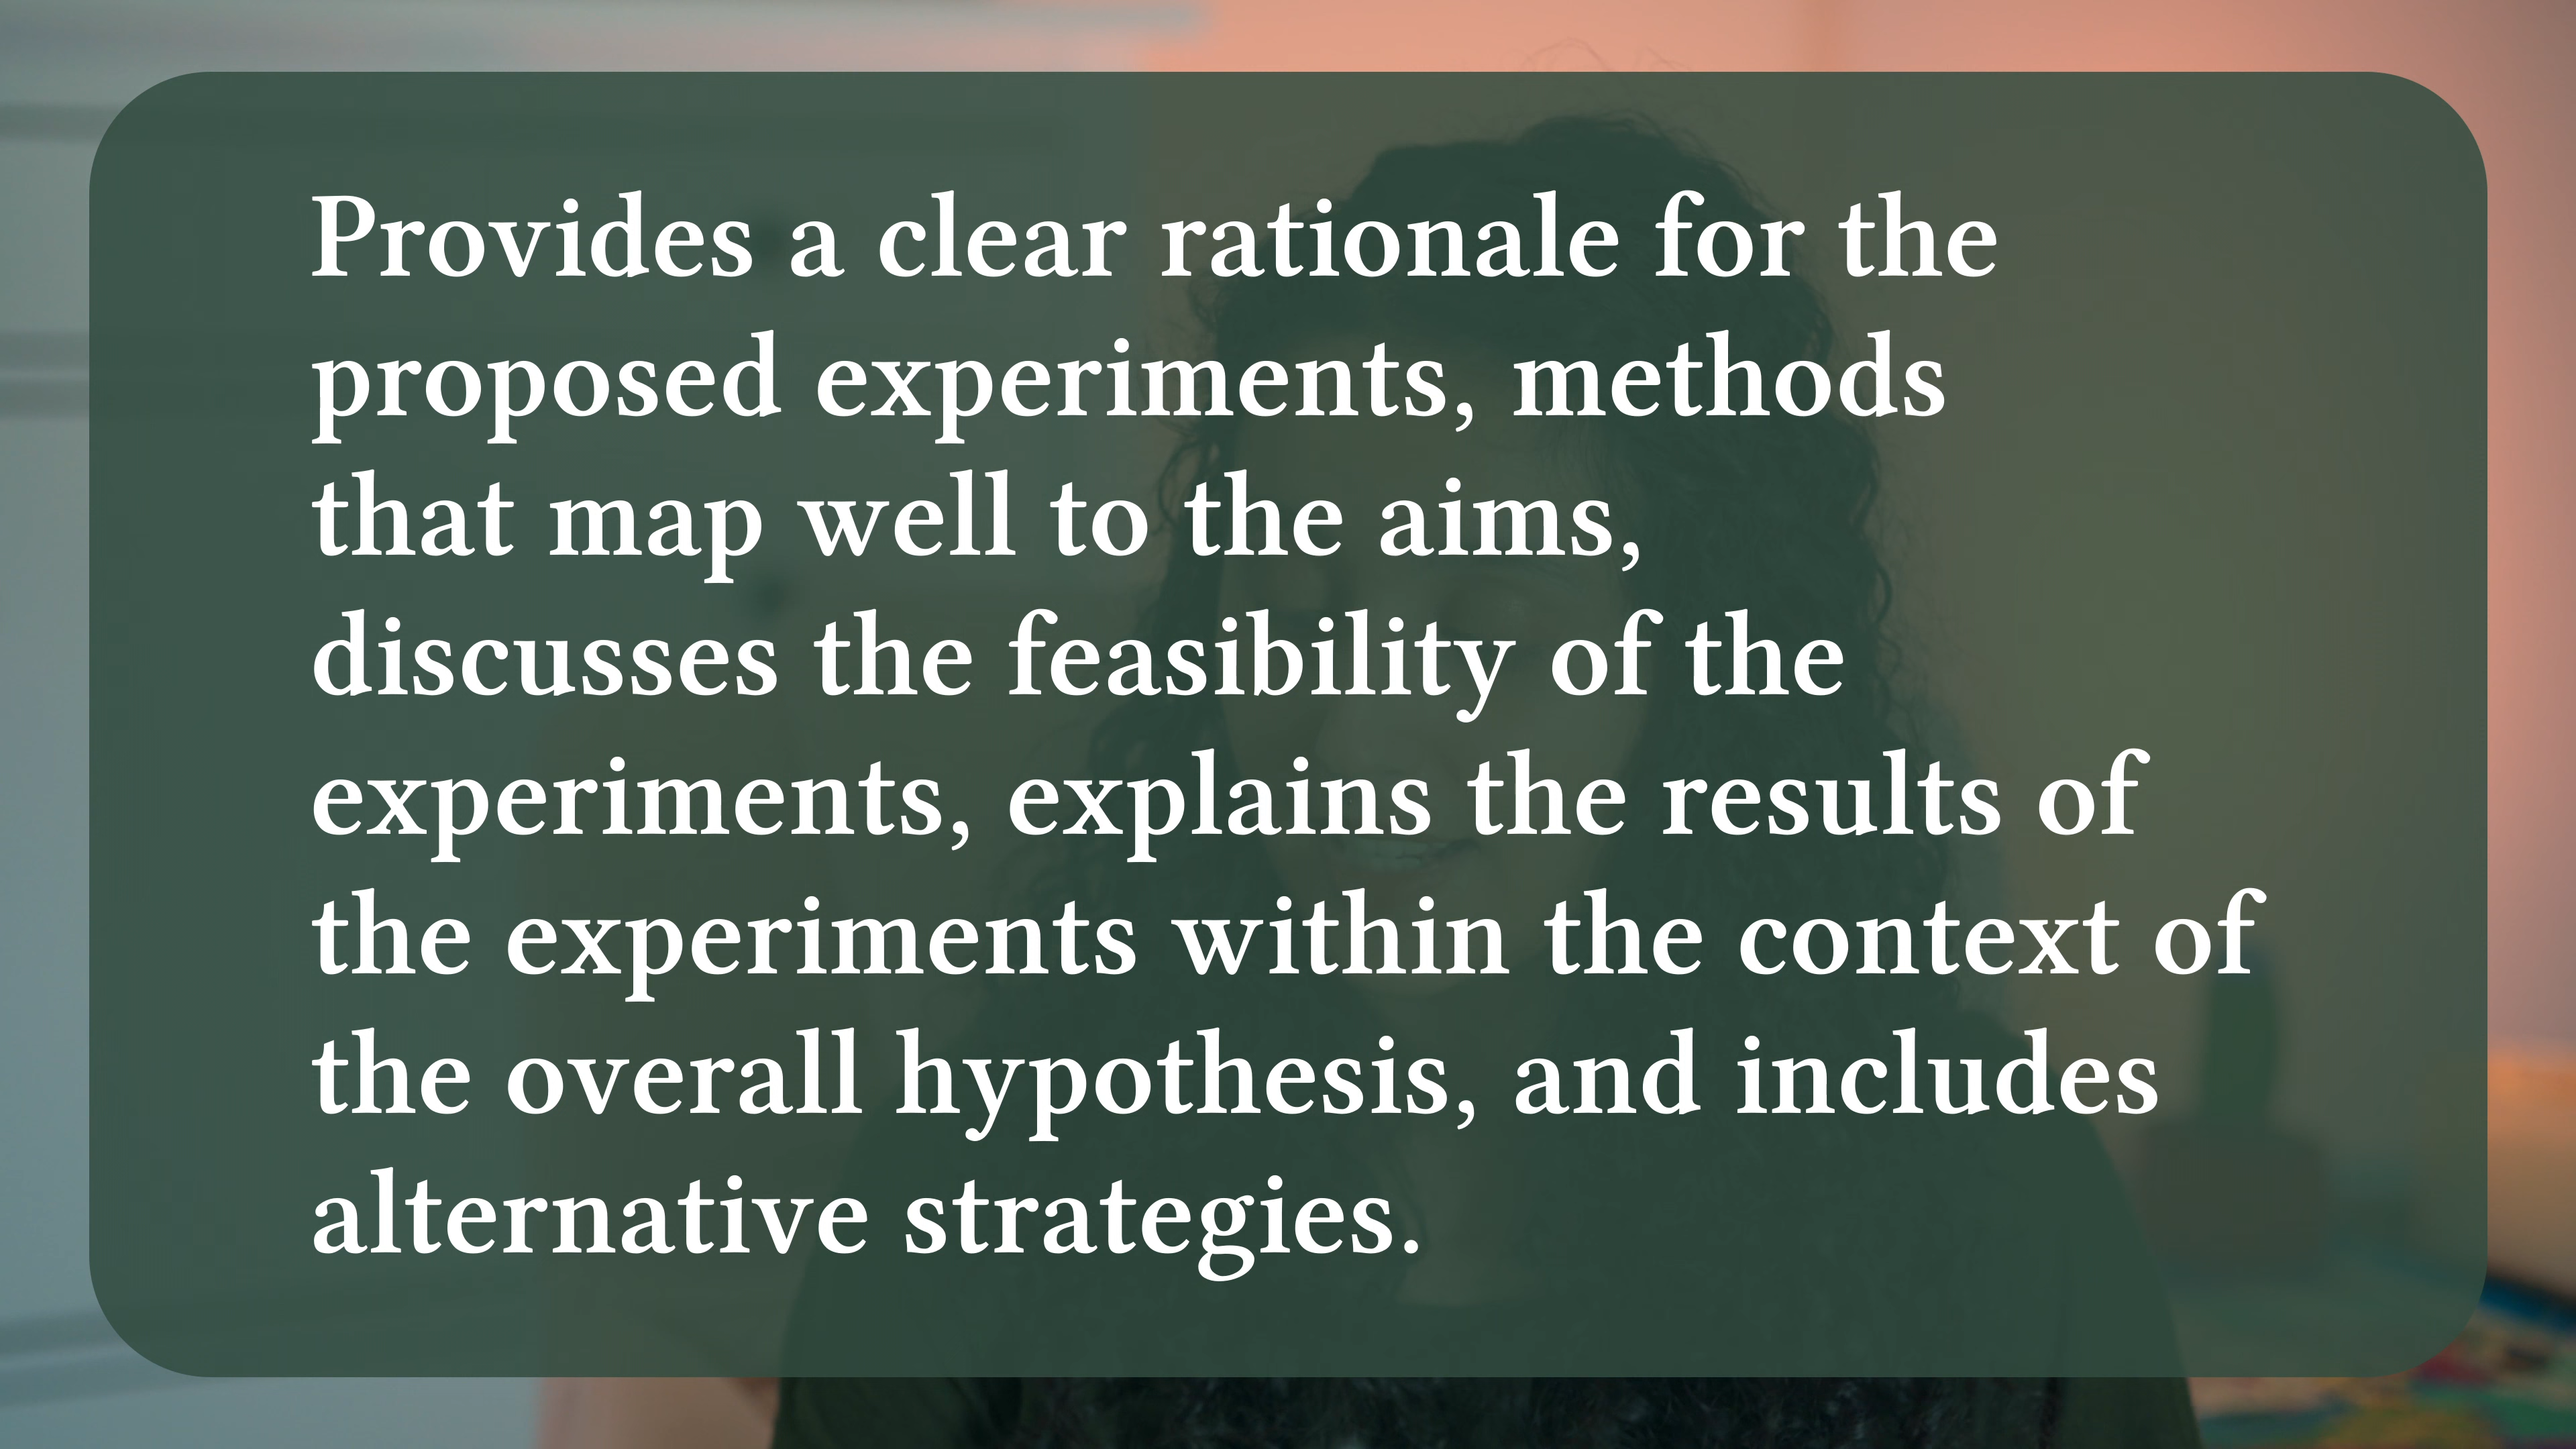 Provides a clear rationale for the
proposed experiments, methods
that map well to the aims,
discusses the feasibility of the
experiments, explains the results of
the experiments within the context of
the overall hypothesis, and includes
alternative strategies.